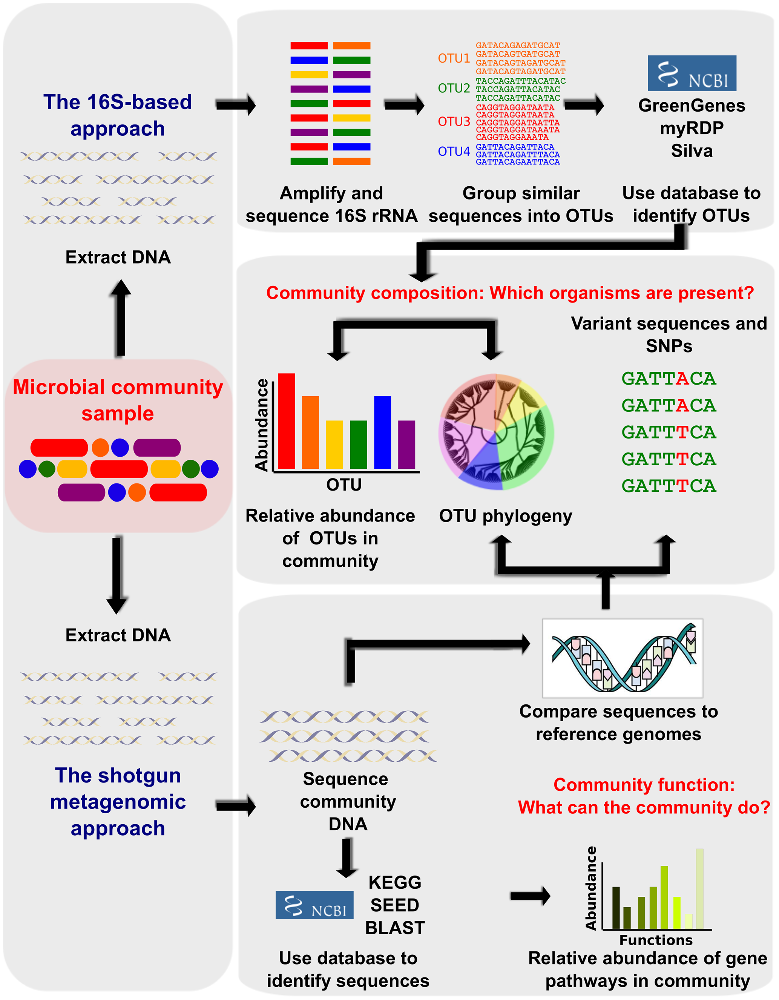 The 16S-based
approach
Extract DNA
Microbial community
sample
Extract DNA
The shotgun
metagenomic
approach
Amplify and
sequence 16S rRNA
OTU1
GATACAGAGATGCAT
GATACAGTGATGCAT
GATACAGTAGATGCAT
GATACAGTAGATGCAT
OTU2
TACCAGATTTACATAC
TACCAGATTACATAC
TACCAGATTACATAC
OTU3
CAGGTAGGATAATA
CAGGTAGGATAATA
CAGGTAGGATAATTA
CAGGTAGGATAAATA
CAGGTAGGAAATA
OTU4
GATTACAGATTACA
GATTACAGATTTACA
GATTACAGAATTACA
Group similar
sequences into OTUs
NCBI
GreenGenes
myRDP
Silva
Use database to
identify OTUs
Community composition: Which organisms are present?
Abundance
OTU
Relative abundance
of OTUs in
community
OTU phylogeny
Variant sequences and
SNPs
GATTACA
GATTACA
GATTTCA
GATTTCA
GATTTCA
Compare sequences to
reference genomes
Sequence
community
DNA
NCBI
KEGG
SEED
BLAST
Use database to
identify sequences
Community function:
What can the community do?
Abundance
Functions
Relative abundance of gene
pathways in community